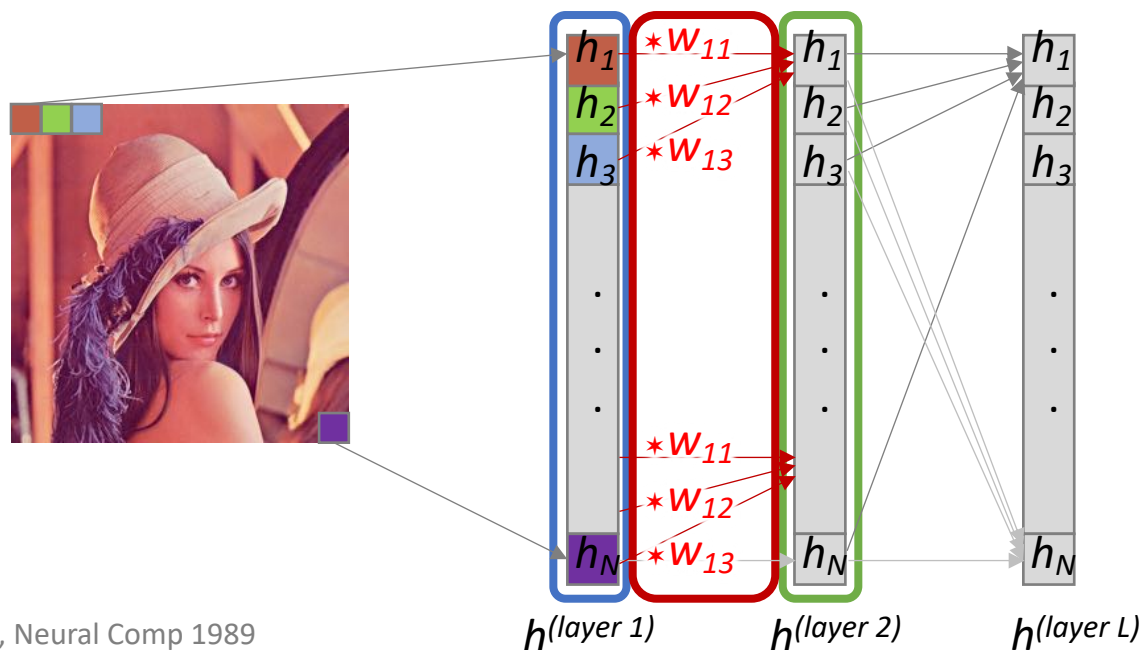 h1 *w11 h1 h1
h2 *w12 h2 h2
h3 *w13 h3 h3
. . .
. . .
. . .
*w11
*w12
hN *w13 hN hN
, Neural Comp 1989 h(layer 1) h(layer 2) h(layer L)